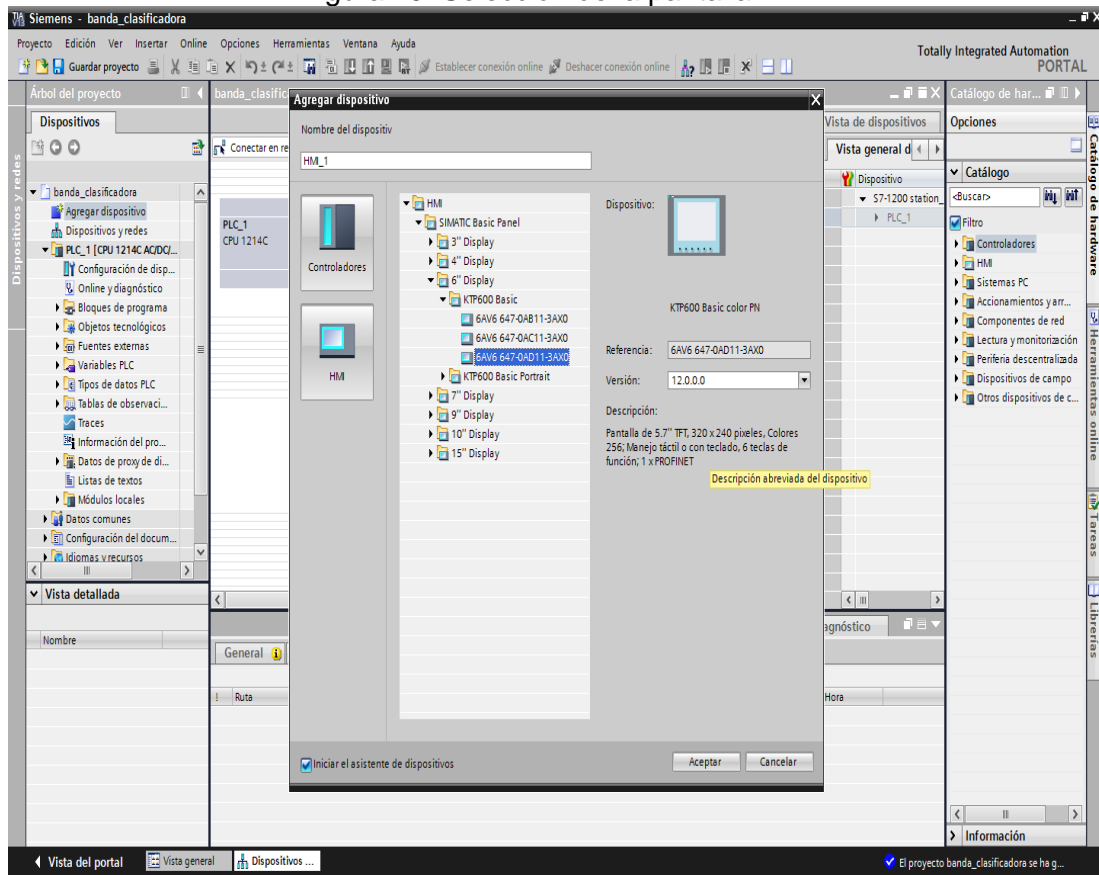 Siemens - banda_clasificadora
Proyecto Edición Ver Insertar Online Opciones Herramientas Ventana Ayuda
Totally Integrated Automation
PORTAL
Guardar proyecto
Establecer conexión online
Deshacer conexión online
Árbol del proyecto
Dispositivos
Dispositivos y redes
banda_clasificadora
Agregar dispositivo
Dispositivos y redes
PLC_1 [CPU 1214C AC/DC/...
Configuración de disp...
Online y diagnóstico
Bloques de programa
Objetos tecnológicos
Fuentes externas
Variables PLC
Tipos de datos PLC
Tablas de observaci...
Traces
Información del pro...
Datos de proxy de di...
Listas de textos
Módulos locales
Datos comunes
Configuración del docum...
Idiomas y recursos
Vista detallada
Nombre
banda_clasific
Conectar en re
PLC_1
CPU 1214C
General
! Ruta
Agregar dispositivo
Nombre del dispositiv
HMI_1
Controladores
HMI
HMI
SIMATIC Basic Panel
3" Display
4" Display
6" Display
KTP600 Basic
6AV6 647-0AB11-3AX0
6AV6 647-0AC11-3AX0
6AV6 647-0AD11-3AX0
KTP600 Basic Portrait
7" Display
9" Display
10" Display
15" Display
Dispositivo:
KTP600 Basic color PN
Referencia: 6AV6 647-0AD11-3AX0
Versión: 12.0.0.0
Descripción:
Pantalla de 5.7" TFT, 320 x 240 píxeles, Colores
256; Manejo táctil o con teclado, 6 teclas de
función; 1 x PROFINET
Descripción abreviada del dispositivo
Iniciar el asistente de dispositivos
Aceptar
Cancelar
Vista de dispositivos
Vista general d
Dispositivo
S7-1200 station_
PLC_1
agnóstico
Hora
Catálogo de har...
Opciones
Catálogo
<Buscar>
Filtro
Controladores
HMI
Sistemas PC
Accionamientos y arr...
Componentes de red
Lectura y monitorización
Periferia descentralizada
Dispositivos de campo
Otros dispositivos de c...
Información
Catálogo de hardware
Herramientas online
Tareas
Librerías
Vista del portal
Vista general
Dispositivos ...
El proyecto banda_clasificadora se ha g...